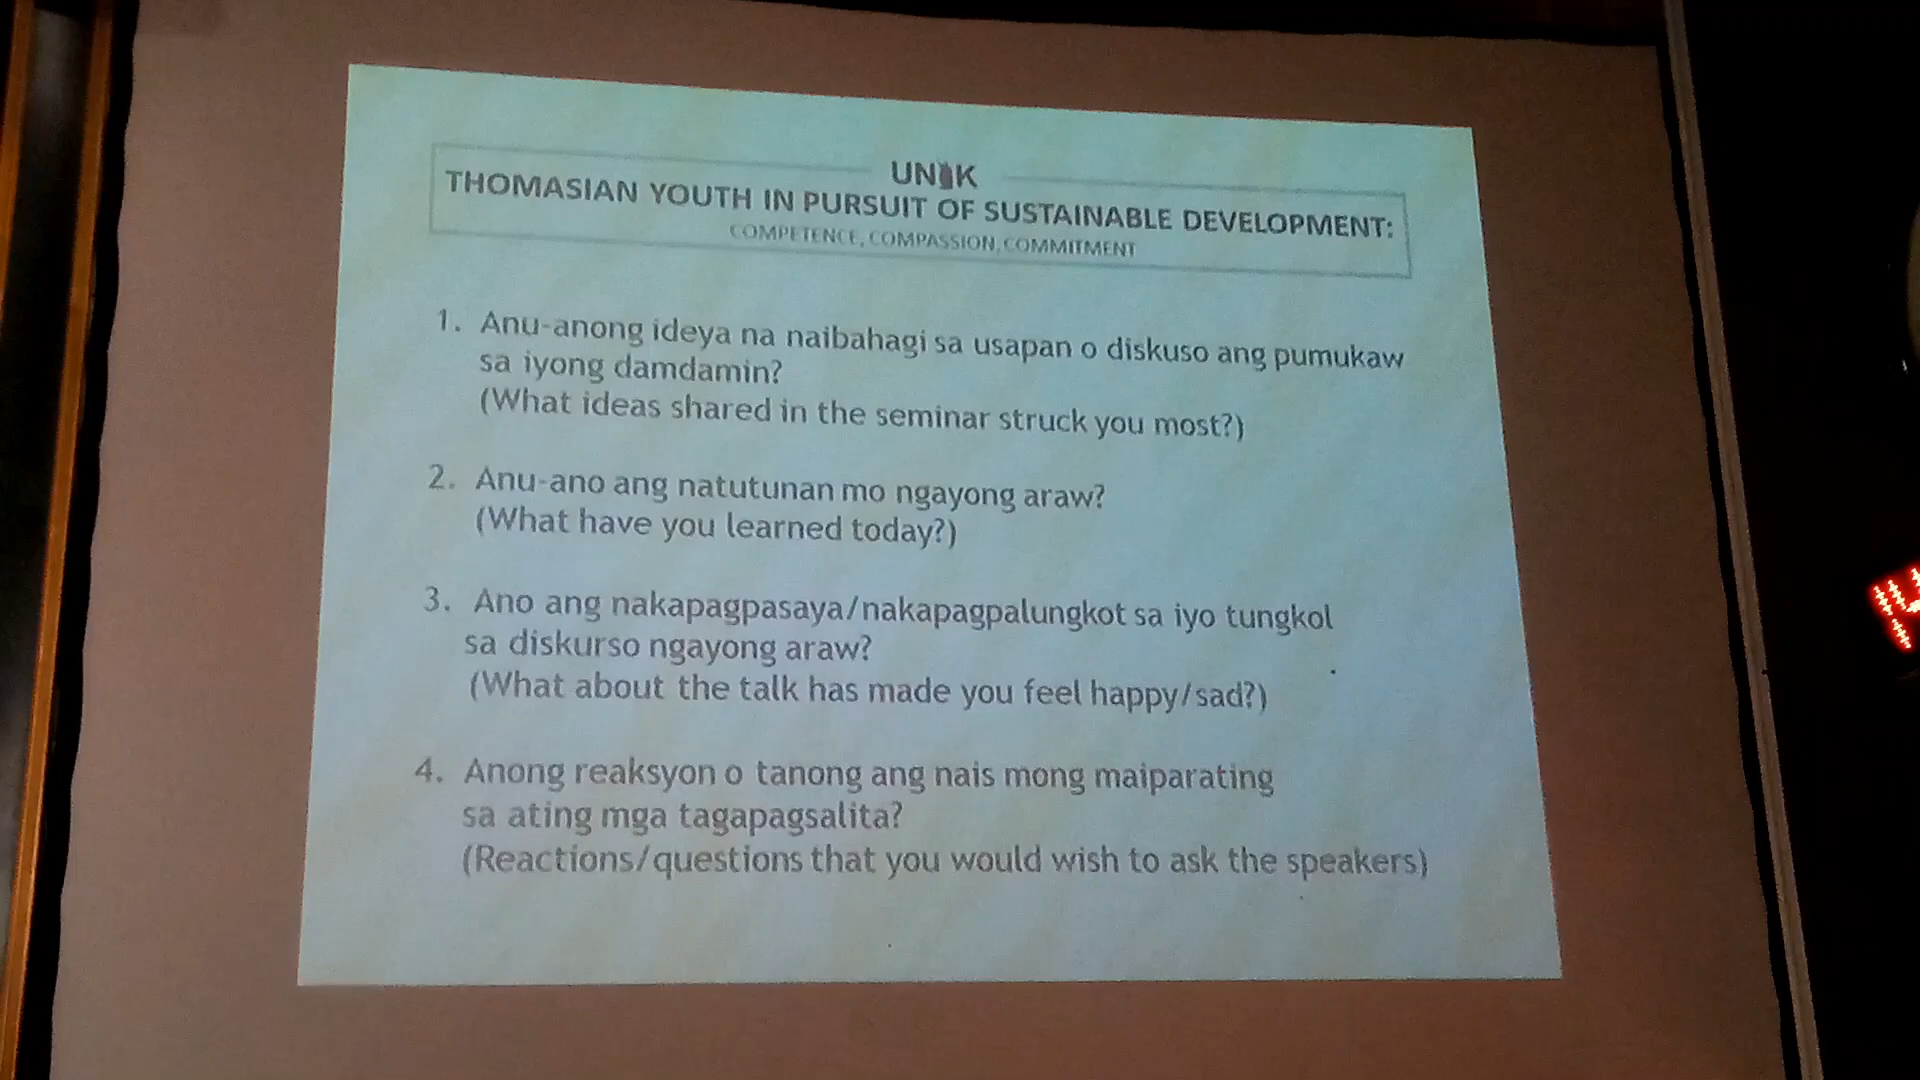 UNIK
THOMASIAN YOUTH IN PURSUIT OF SUSTAINABLE DEVELOPMENT:
COMPETENCE, COMPASSION, COMMITMENT
1. Anu-anong ideya na naibahagi sa usapan o diskuso ang pumukaw
sa iyong damdamin?
(What ideas shared in the seminar struck you most?)
2. Anu-ano ang natutunan mo ngayong araw?
(What have you learned today?)
3. Ano ang nakapagpasaya/nakapagpalungkot sa iyo tungkol
sa diskurso ngayong araw?
(What about the talk has made you feel happy/sad?)
4. Anong reaksyon o tanong ang nais mong maiparating
sa ating mga tagapagsalita?
(Reactions/questions that you would wish to ask the speakers)